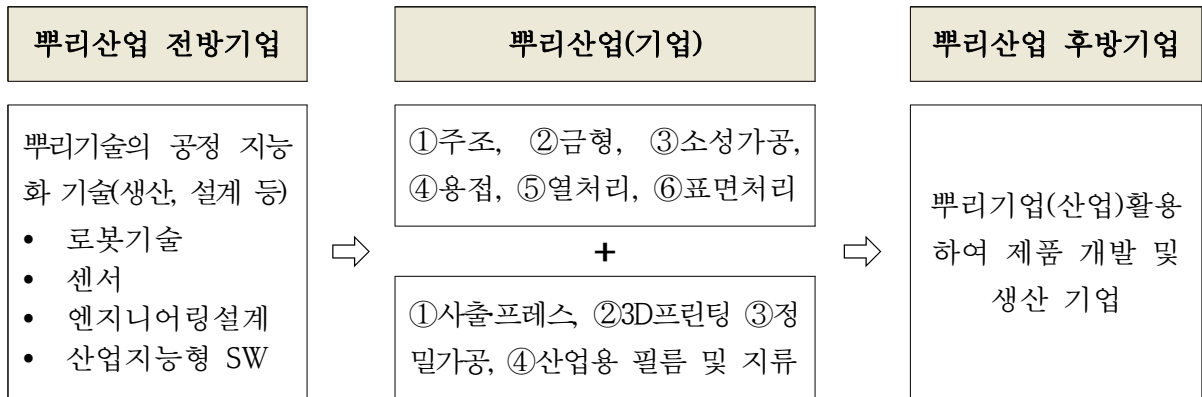 뿌리산업 전방기업
뿌리산업(기업)
뿌리산업 후방기업
뿌리기술의 공정 지능
화 기술(생산, 설계 등)
• 로봇기술
• 센서
• 엔지니어링설계
• 산업지능형 SW
⇨
①주조, ②금형, ③소성가공,
④용접, ⑤열처리, ⑥표면처리
+
①사출·프레스, ②3D프린팅 ③정
밀가공, ④산업용 필름 및 지류
⇨
뿌리기업(산업)활용
하여 제품 개발 및
생산 기업